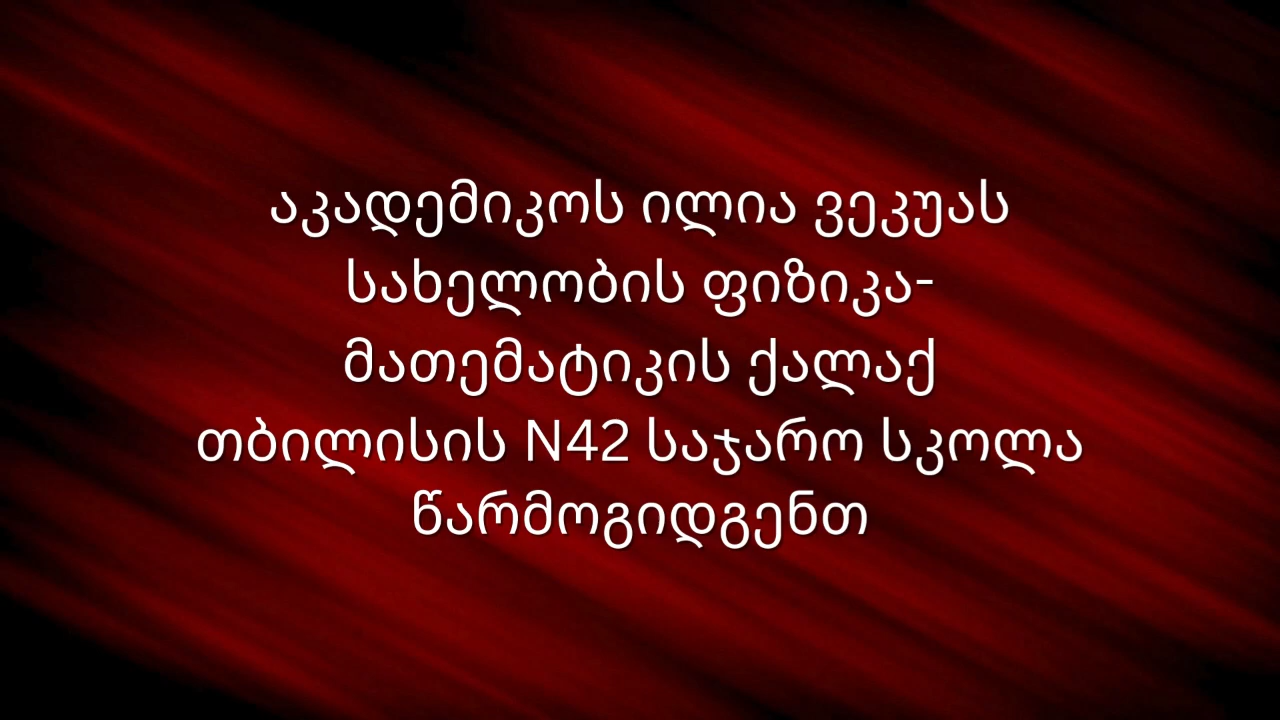 აკადემიკოს ილია ვეკუას
სახელობის ფიზიკა-
მათემატიკის ქალაქ
თბილისის N42 საჯარო სკოლა
წარმოგიდგენთ